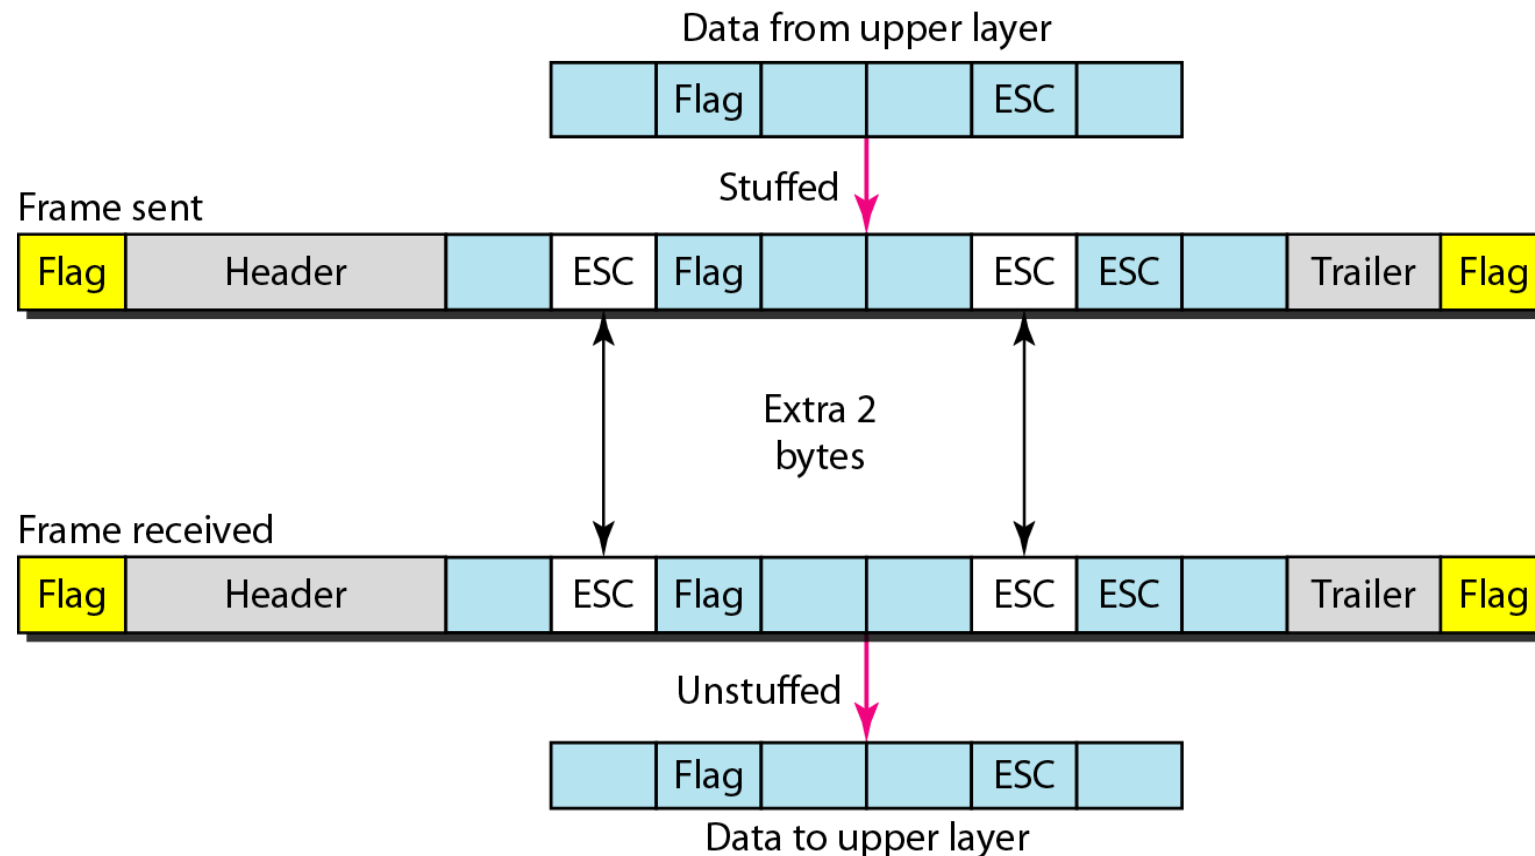 Data from upper layer
Flag ESC
Stuffed
Frame sent
Flag Header ESC Flag ESC ESC Trailer Flag
Extra 2
bytes
Frame received
Flag Header ESC Flag ESC ESC Trailer Flag
Unstuffed
Flag ESC
Data to upper layer